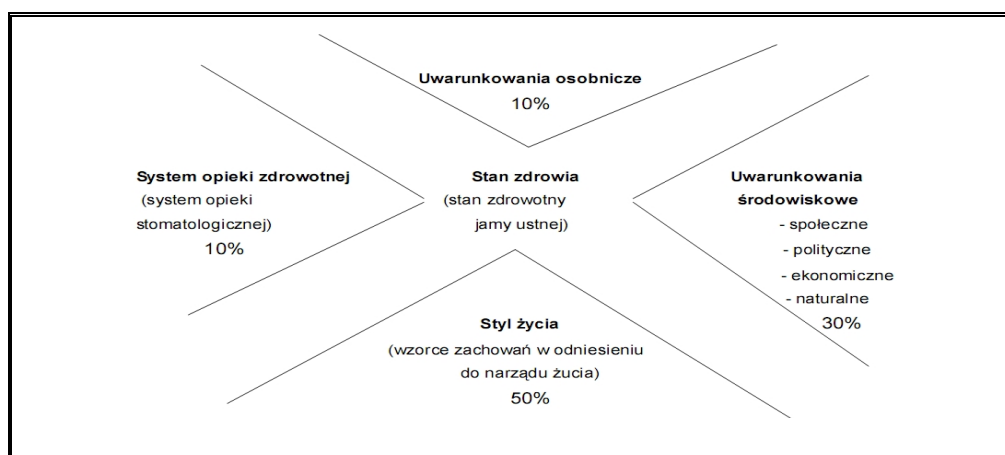 Uwarunkowania osobnicze
10%
System opieki zdrowotnej
(system opieki
stomatologicznej)
10%
Stan zdrowia
(stan zdrowotny
jamy ustnej)
Uwarunkowania
środowiskowe
- społeczne
- polityczne
- ekonomiczne
- naturalne
30%
Styl życia
(wzorce zachowań w odniesieniu
do narządu żucia)
50%